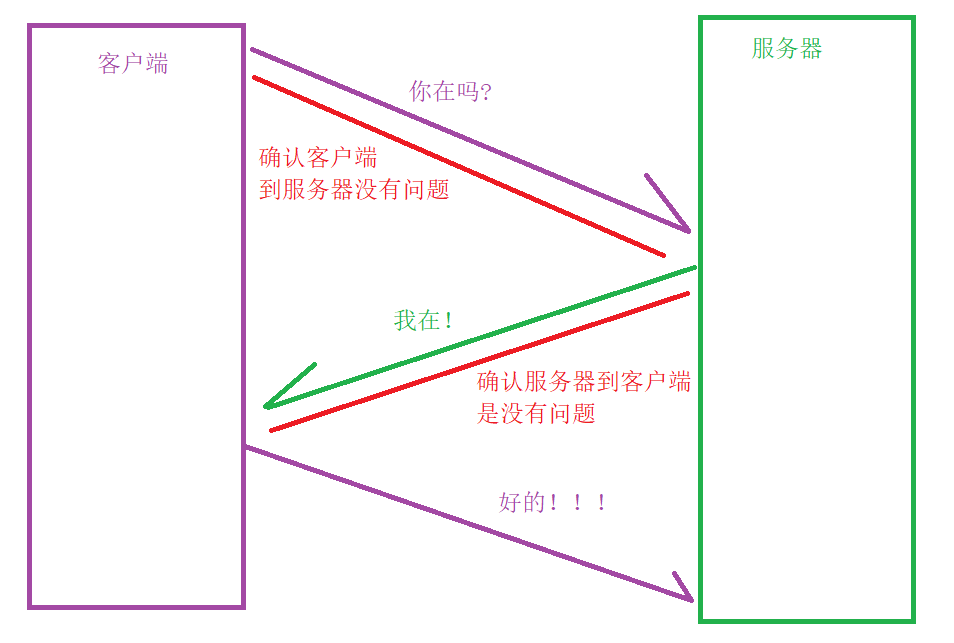 客户端
服务器
你在吗?
确认客户端
到服务器没有问题
我在！
确认服务器到客户端
是没有问题
好的！！！